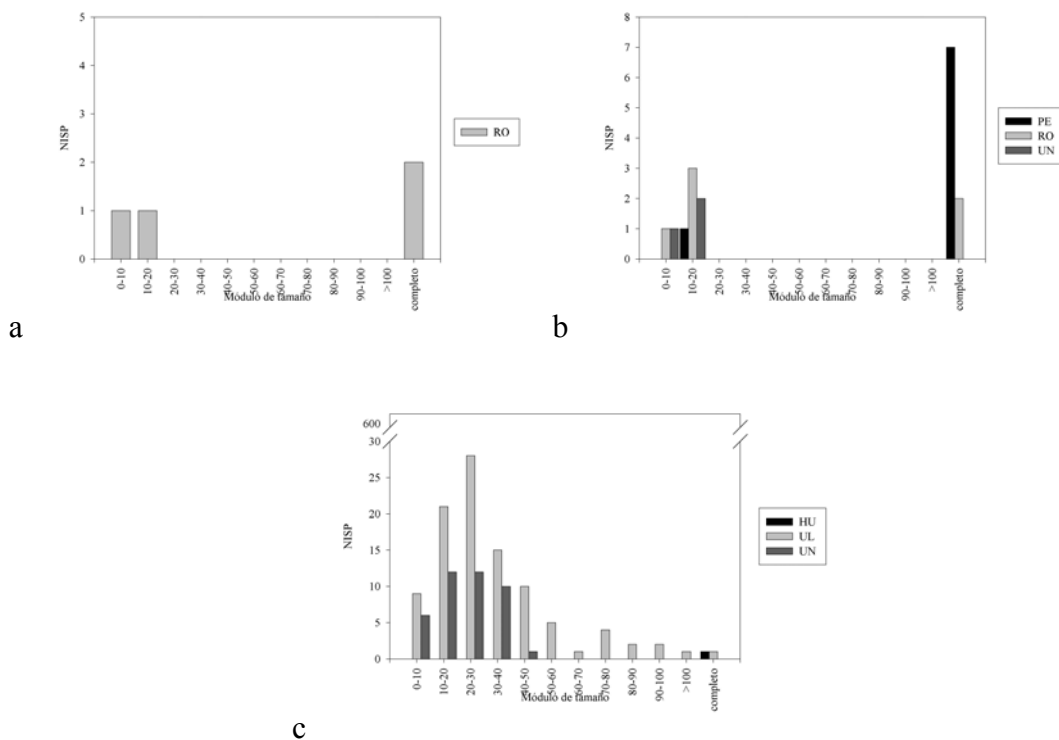 5
4
3
2
1
0
NISP
0-10
10-20
20-30
30-40
40-50
50-60
60-70
70-80
80-90
90-100
>100
completo
Módulo de tamaño
RO
a
8
7
6
5
4
3
2
1
0
NISP
0-10
10-20
20-30
30-40
40-50
50-60
60-70
70-80
80-90
90-100
>100
completo
Módulo de tamaño
PE
RO
UN
b
600
30
25
20
15
10
5
0
NISP
0-10
10-20
20-30
30-40
40-50
50-60
60-70
70-80
80-90
90-100
>100
completo
Módulo de tamaño
HU
UL
UN
c